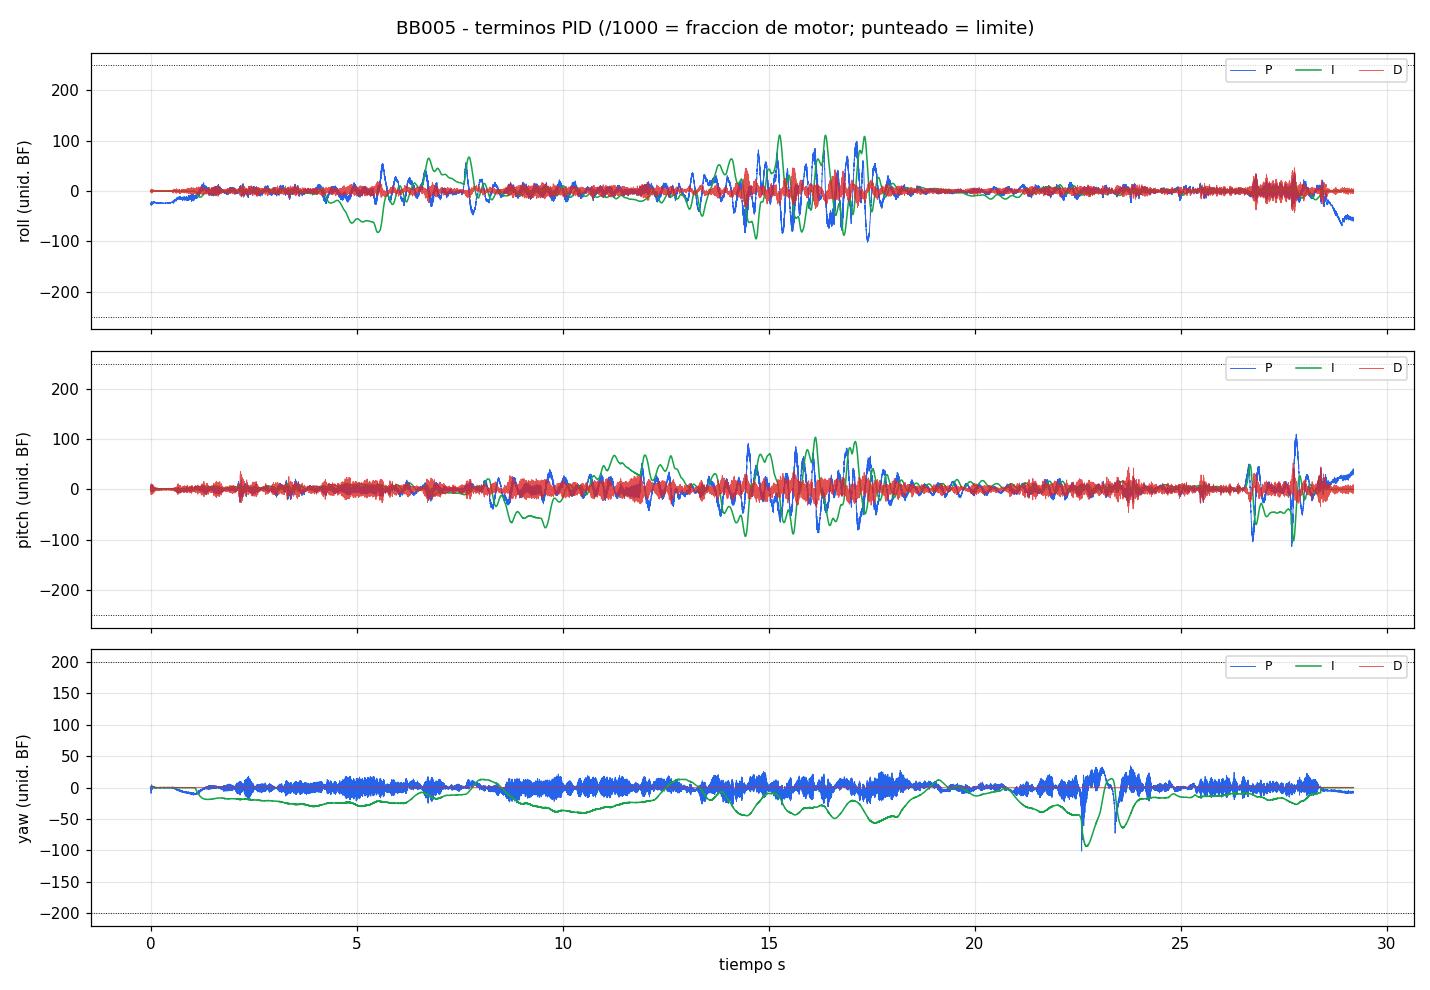 BB005 - terminos PID (/1000 = fraccion de motor; punteado = limite)
roll (unid. BF)
200
100
0
−100
−200
P I D
pitch (unid. BF)
200
100
0
−100
−200
P I D
yaw (unid. BF)
200
150
100
50
0
−50
−100
−150
−200
P I D
0 5 10 15 20 25 30
tiempo s